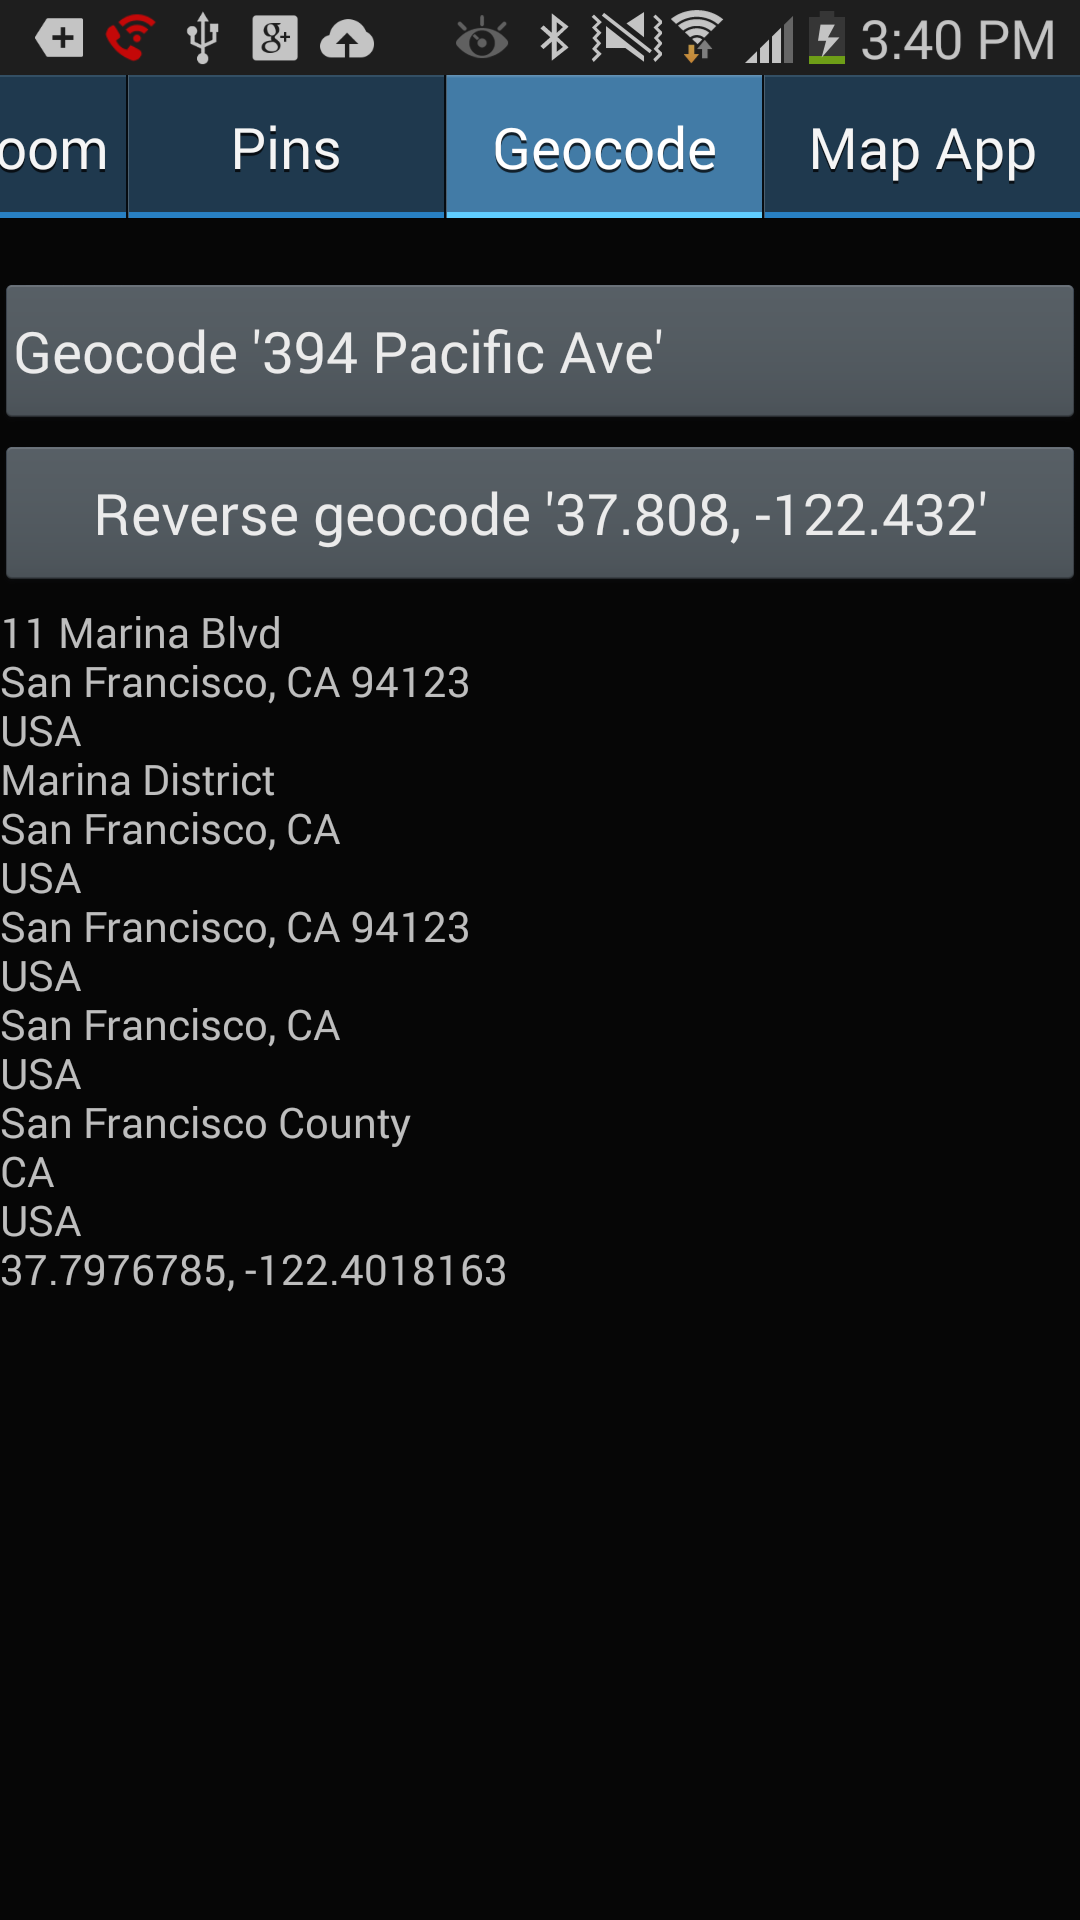 3:40 PM
oom
Pins
Geocode
Map App
Geocode '394 Pacific Ave'
Reverse geocode '37.808, -122.432'
11 Marina Blvd
San Francisco, CA 94123
USA
Marina District
San Francisco, CA
USA
San Francisco, CA 94123
USA
San Francisco, CA
USA
San Francisco County
CA
USA
37.7976785, -122.4018163